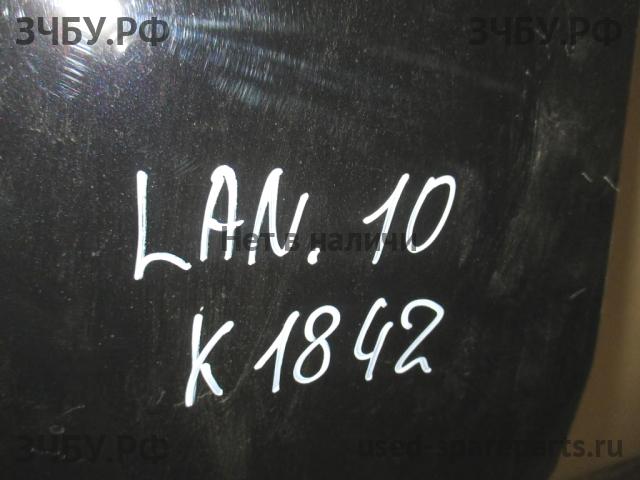 ЗЧБУ.РФ ЗЧБУ.РФ
LAN. 10
Нет в наличии
K 1842
ЗЧБУ.РФ used-spareparts.ru